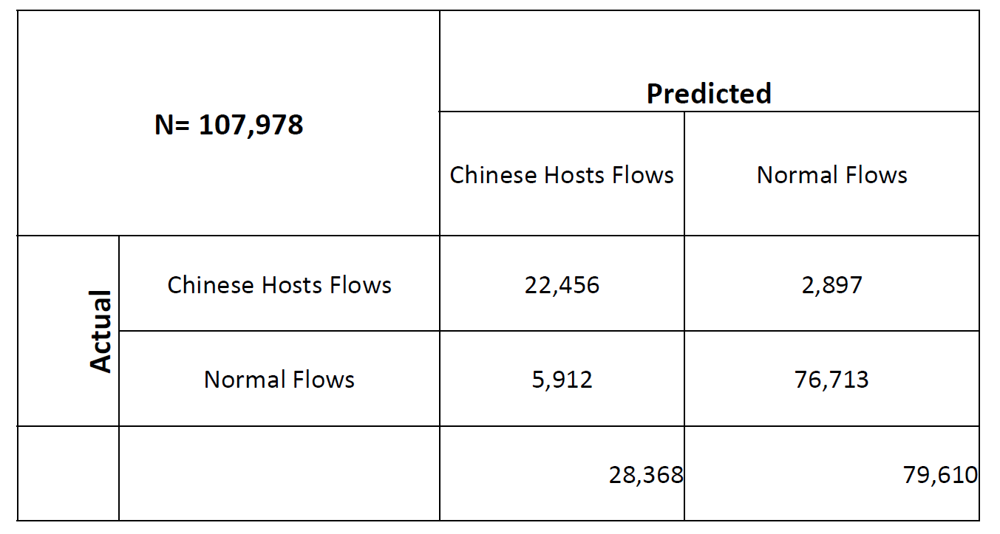 Predicted
N= 107,978
Chinese Hosts Flows
Normal Flows
Actual
Chinese Hosts Flows
22,456
2,897
Normal Flows
5,912
76,713
28,368
79,610